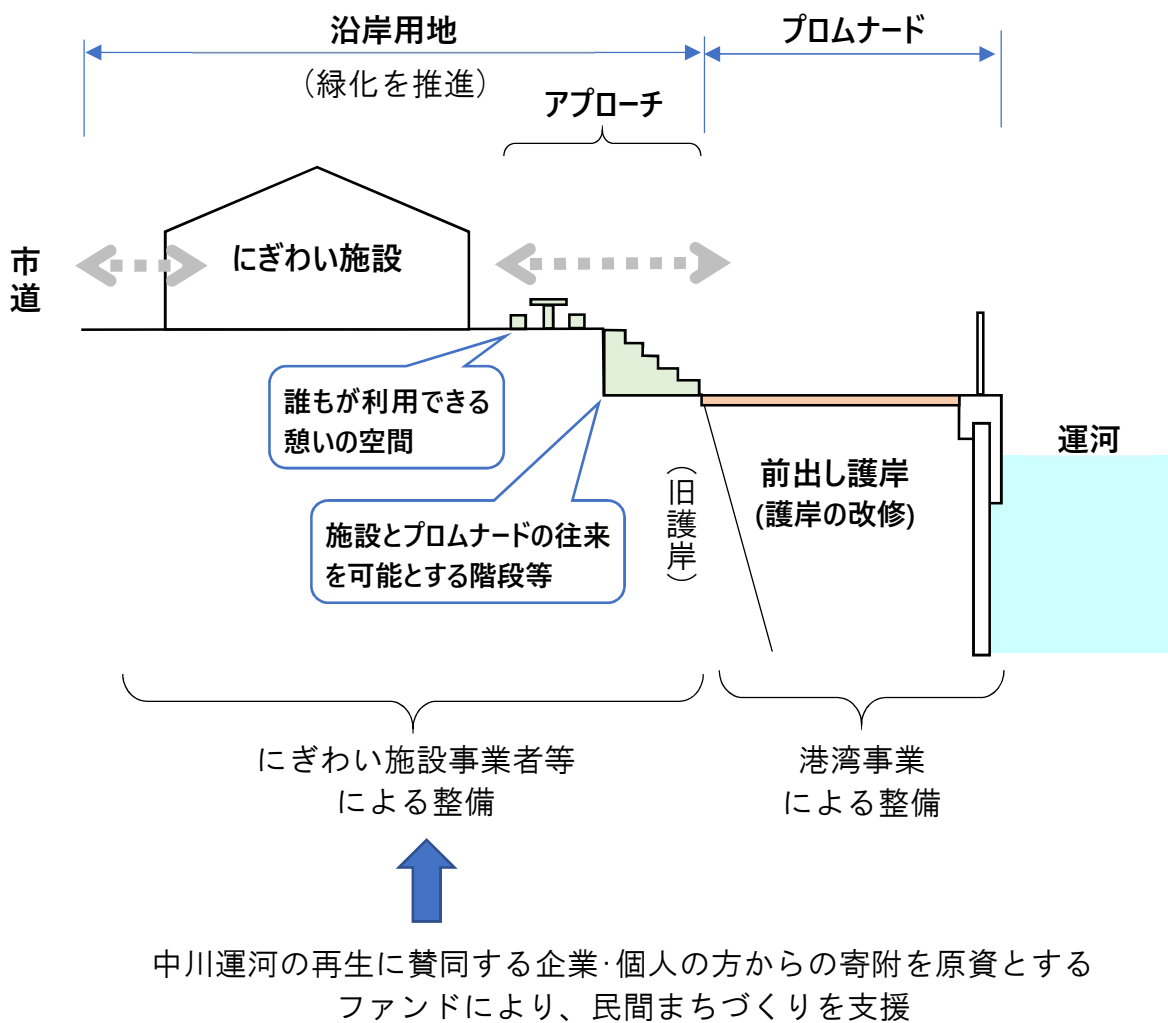 沿岸用地
プロムナード
（緑化を推進）
アプローチ
市道
にぎわい施設
誰もが利用できる
憩いの空間
運河
前出し護岸
(護岸の改修)
（旧護岸）
施設とプロムナードの往来
を可能とする階段等
にぎわい施設事業者等
による整備
港湾事業
による整備
中川運河の再生に賛同する企業･個人の方からの寄附を原資とする
ファンドにより、民間まちづくりを支援